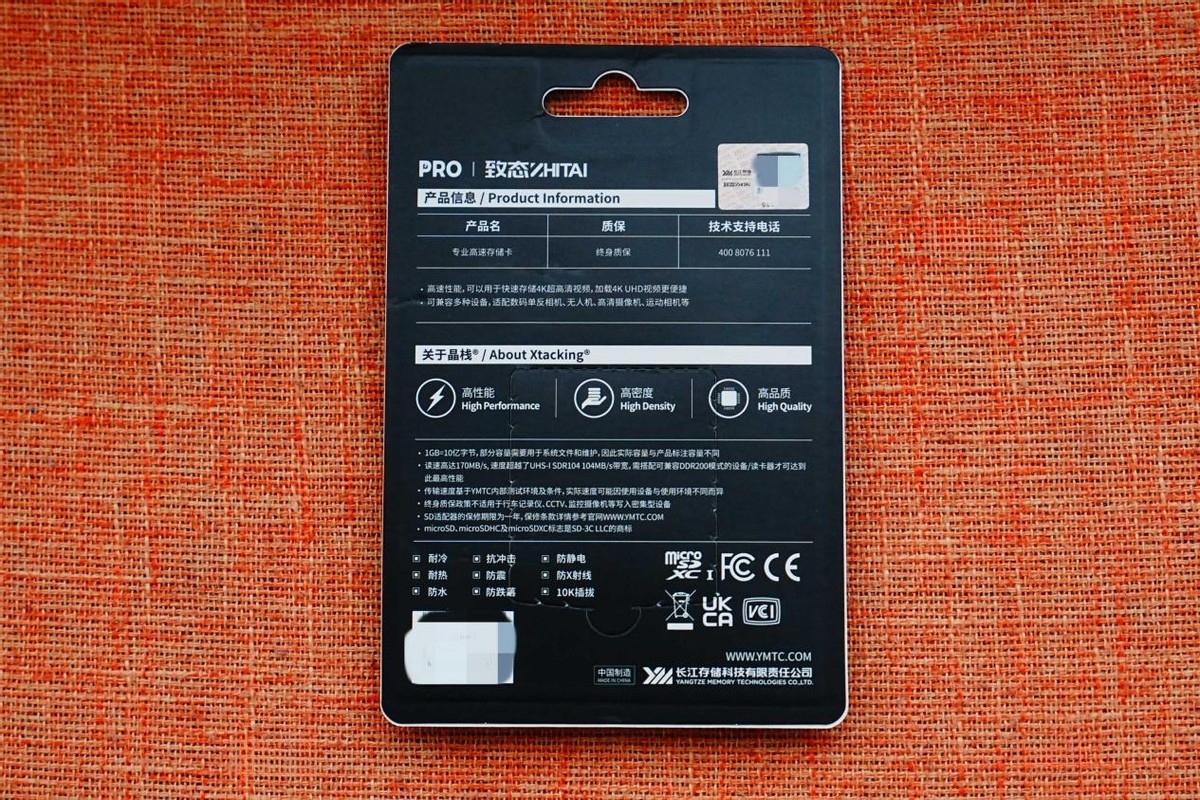 PRO | 致态 ZHITAI
产品信息 / Product Information
产品名 质保 技术支持电话
专业高速存储卡 终身质保 400 8076 111
· 高速性能, 可以用于快速存储4K超高清视频, 加载4K UHD视频更便捷
· 可兼容多种设备, 适配数码单反相机、无人机、高清摄像机、运动相机等
关于晶栈® / About Xtacking®
高性能 高密度 高品质
High Performance High Density High Quality
· 1GB=10亿字节, 部分容量需要用于系统文件和维护, 因此实际容量与产品标注容量不同
· 读速高达170MB/s, 速度超越了UHS-I SDR104 104MB/s带宽, 需搭配可兼容DDR200模式的设备/读卡器才可达到
此最高性能
· 传输速度基于YMTC内部测试环境及条件, 实际速度可能因使用设备与使用环境不同而异
· 终身质保政策不适用于行车记录仪、CCTV、监控摄像机等写入密集型设备
· SD适配器的保修期限为一年, 保修条款详情参考官网WWW.YMTC.COM
· microSD、microSDHC及microSDXC标志是SD-3C LLC的商标
耐冷 抗冲击 防静电
耐热 防震 防X射线
防水 防跌落 10K插拔
micro SD XC I FC CE
UK CA VCI
WWW.YMTC.COM
中国制造 长江存储科技有限责任公司
MADE IN CHINA YANGTZE MEMORY TECHNOLOGIES CO.,LTD.